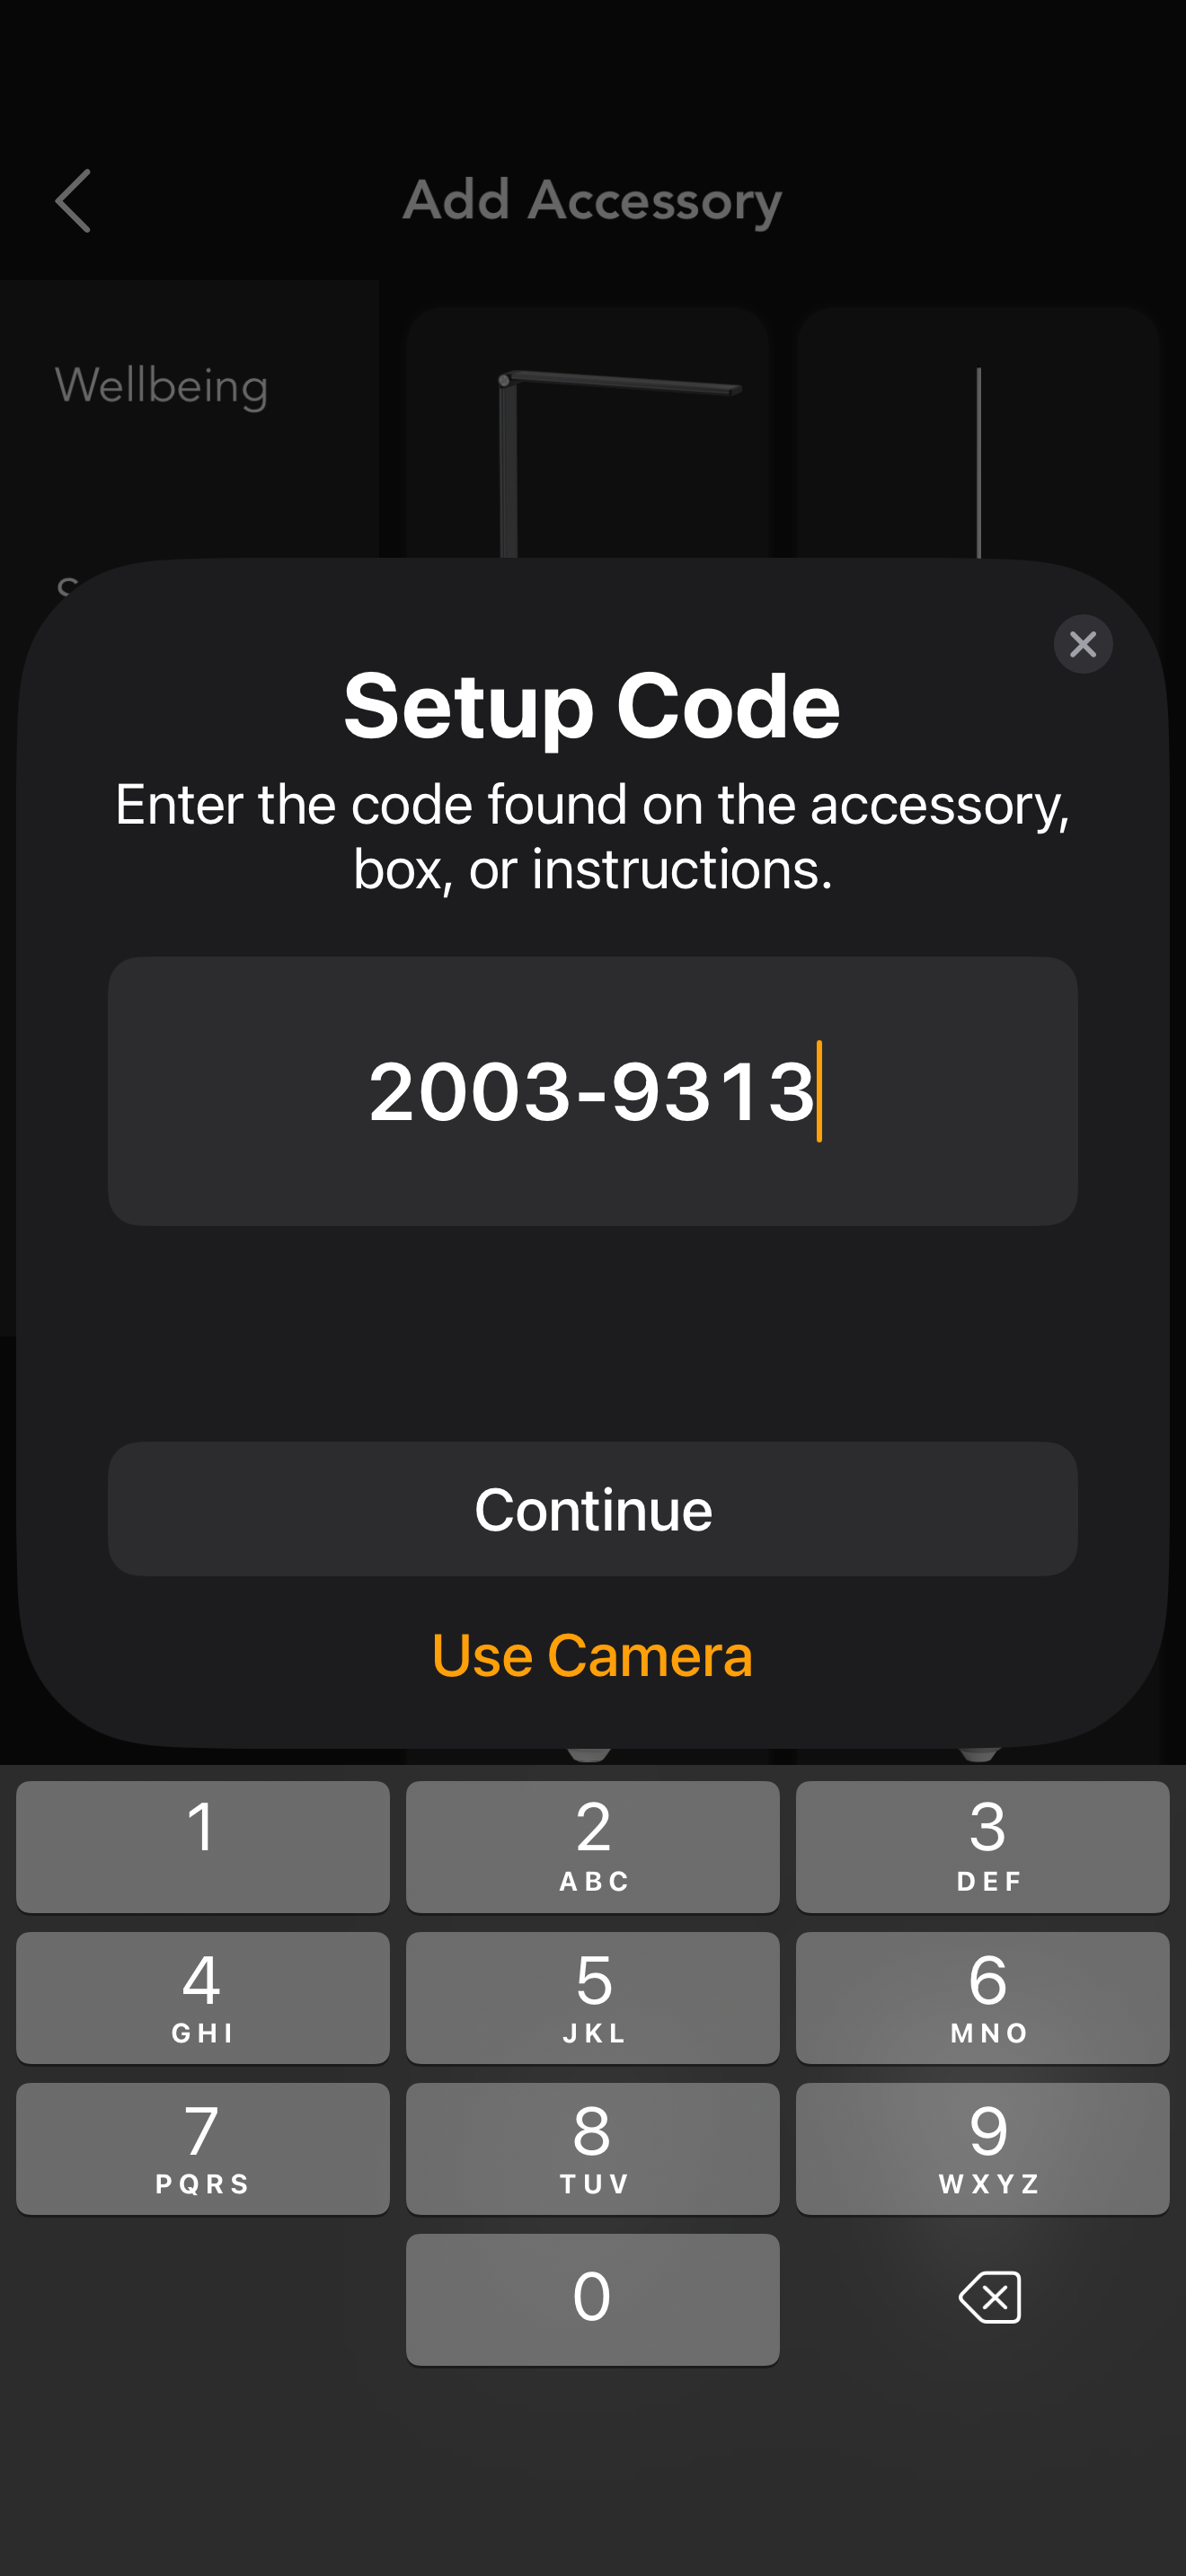 Add Accessory
Wellbeing
Setup Code
Enter the code found on the accessory,
box, or instructions.
2003-9313
Continue
Use Camera
1
2
ABC
3
DEF
4
GHI
5
JKL
6
MNO
7
PQRS
8
TUV
9
WXYZ
0